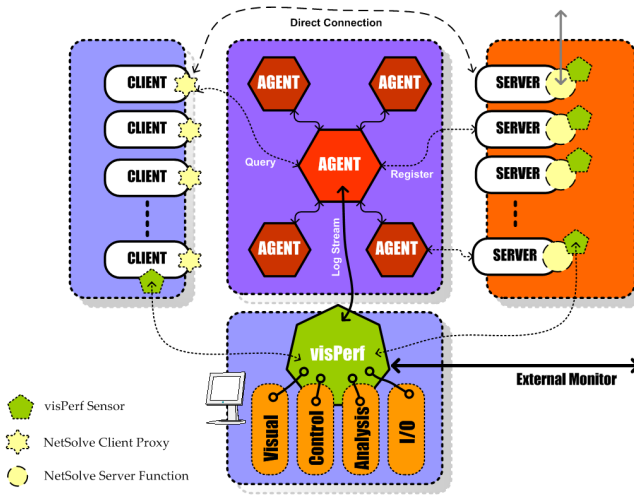 Direct Connection
CLIENT
CLIENT
CLIENT
CLIENT
AGENT
AGENT
AGENT
AGENT
AGENT
Query
Register
Log Stream
SERVER
SERVER
SERVER
SERVER
visPerf
Visual
Control
Analysis
I/O
External Monitor
visPerf Sensor
NetSolve Client Proxy
NetSolve Server Function